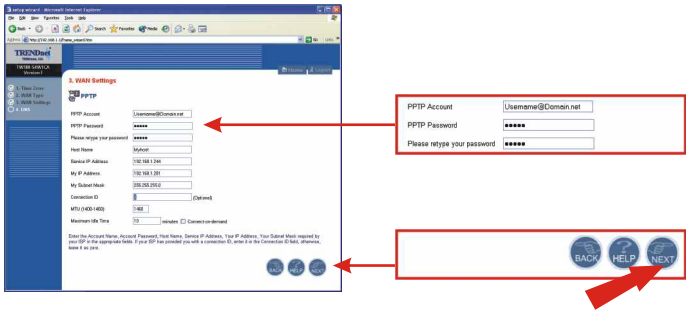 setup wizard - Microsoft Internet Explorer
File Edit View Favorites Tools Help
Back Search Favorites Media
Address Go Links
TRENDnet
TRENDware, USA
TW100-S4W1CA
Version1
Home
1. Time Zone
2. WAN Type
3. WAN Settings
4. DNS
3. WAN Settings
PPTP
PPTP Account Username@Domain.net
PPTP Password •••••
Please retype your password •••••
Host Name Myhost
Service IP Address 192.168.1.244
My IP Address 192.168.1.201
My Subnet Mask 255.255.255.0
Connection ID (Optional)
MTU (1400-1460) 1460
Maximum Idle Time 10 minutes Connect-on-demand
Enter the Account Name, Account Password, Host Name, Service IP Address, Your IP Address, Your Subnet Mask required by
your ISP in the appropriate fields. If your ISP has provided you with a connection ID, enter it in the Connection ID field, otherwise,
leave it as zero.
BACK HELP NEXT
PPTP Account Username@Domain.net
PPTP Password •••••
Please retype your password •••••
BACK HELP NEXT